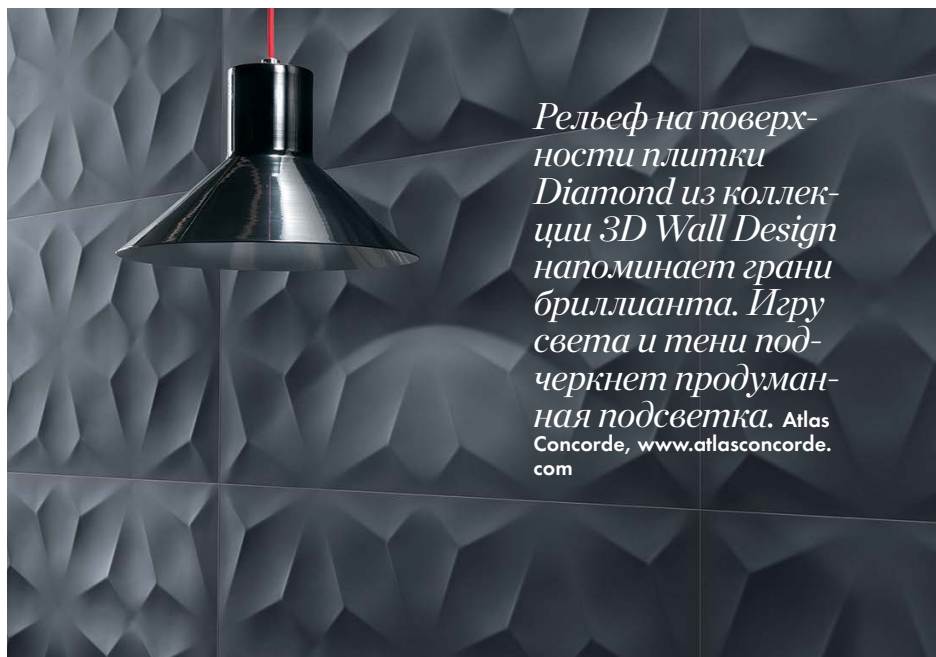 Рельеф на поверх-
ности плитки
Diamond из коллек-
ции 3D Wall Design
напоминает грани
бриллианта. Игру
света и тени под-
черкнет продуман-
ная подсветка. Atlas
Concorde, www.atlasconcorde.
com